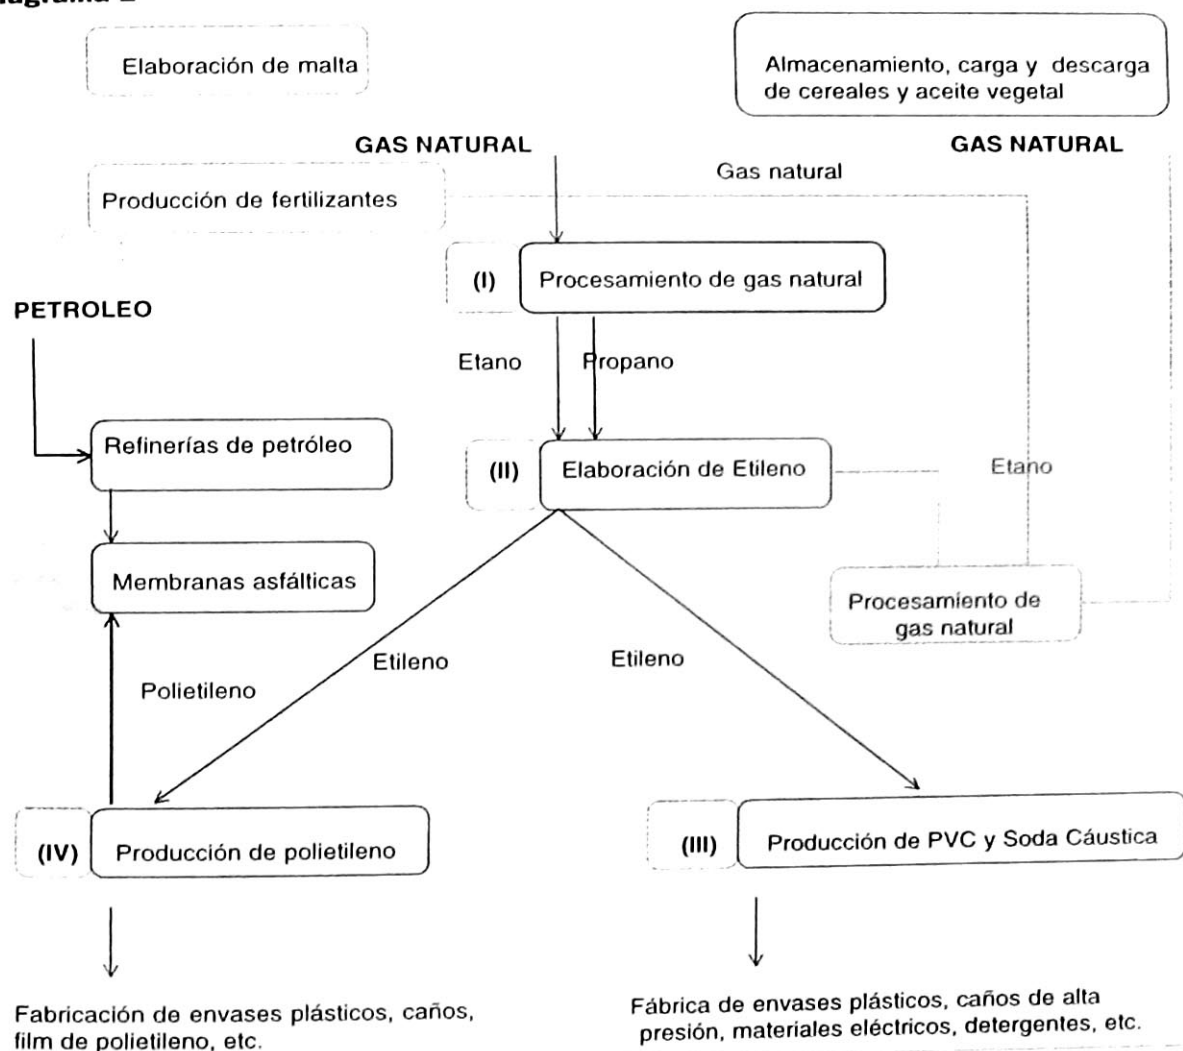 Elaboración de malta
Almacenamiento, carga y descarga
de cereales y aceite vegetal
GAS NATURAL
GAS NATURAL
Gas natural
Producción de fertilizantes
(I)
Procesamiento de gas natural
PETROLEO
Etano
Propano
Refinerías de petróleo
(II)
Elaboración de Etileno
Etano
Membranas asfálticas
Procesamiento de
gas natural
Etileno
Etileno
Polietileno
(IV)
Producción de polietileno
(III)
Producción de PVC y Soda Cáustica
Fabricación de envases plásticos, caños,
film de polietileno, etc.
Fábrica de envases plásticos, caños de alta
presión, materiales eléctricos, detergentes, etc.